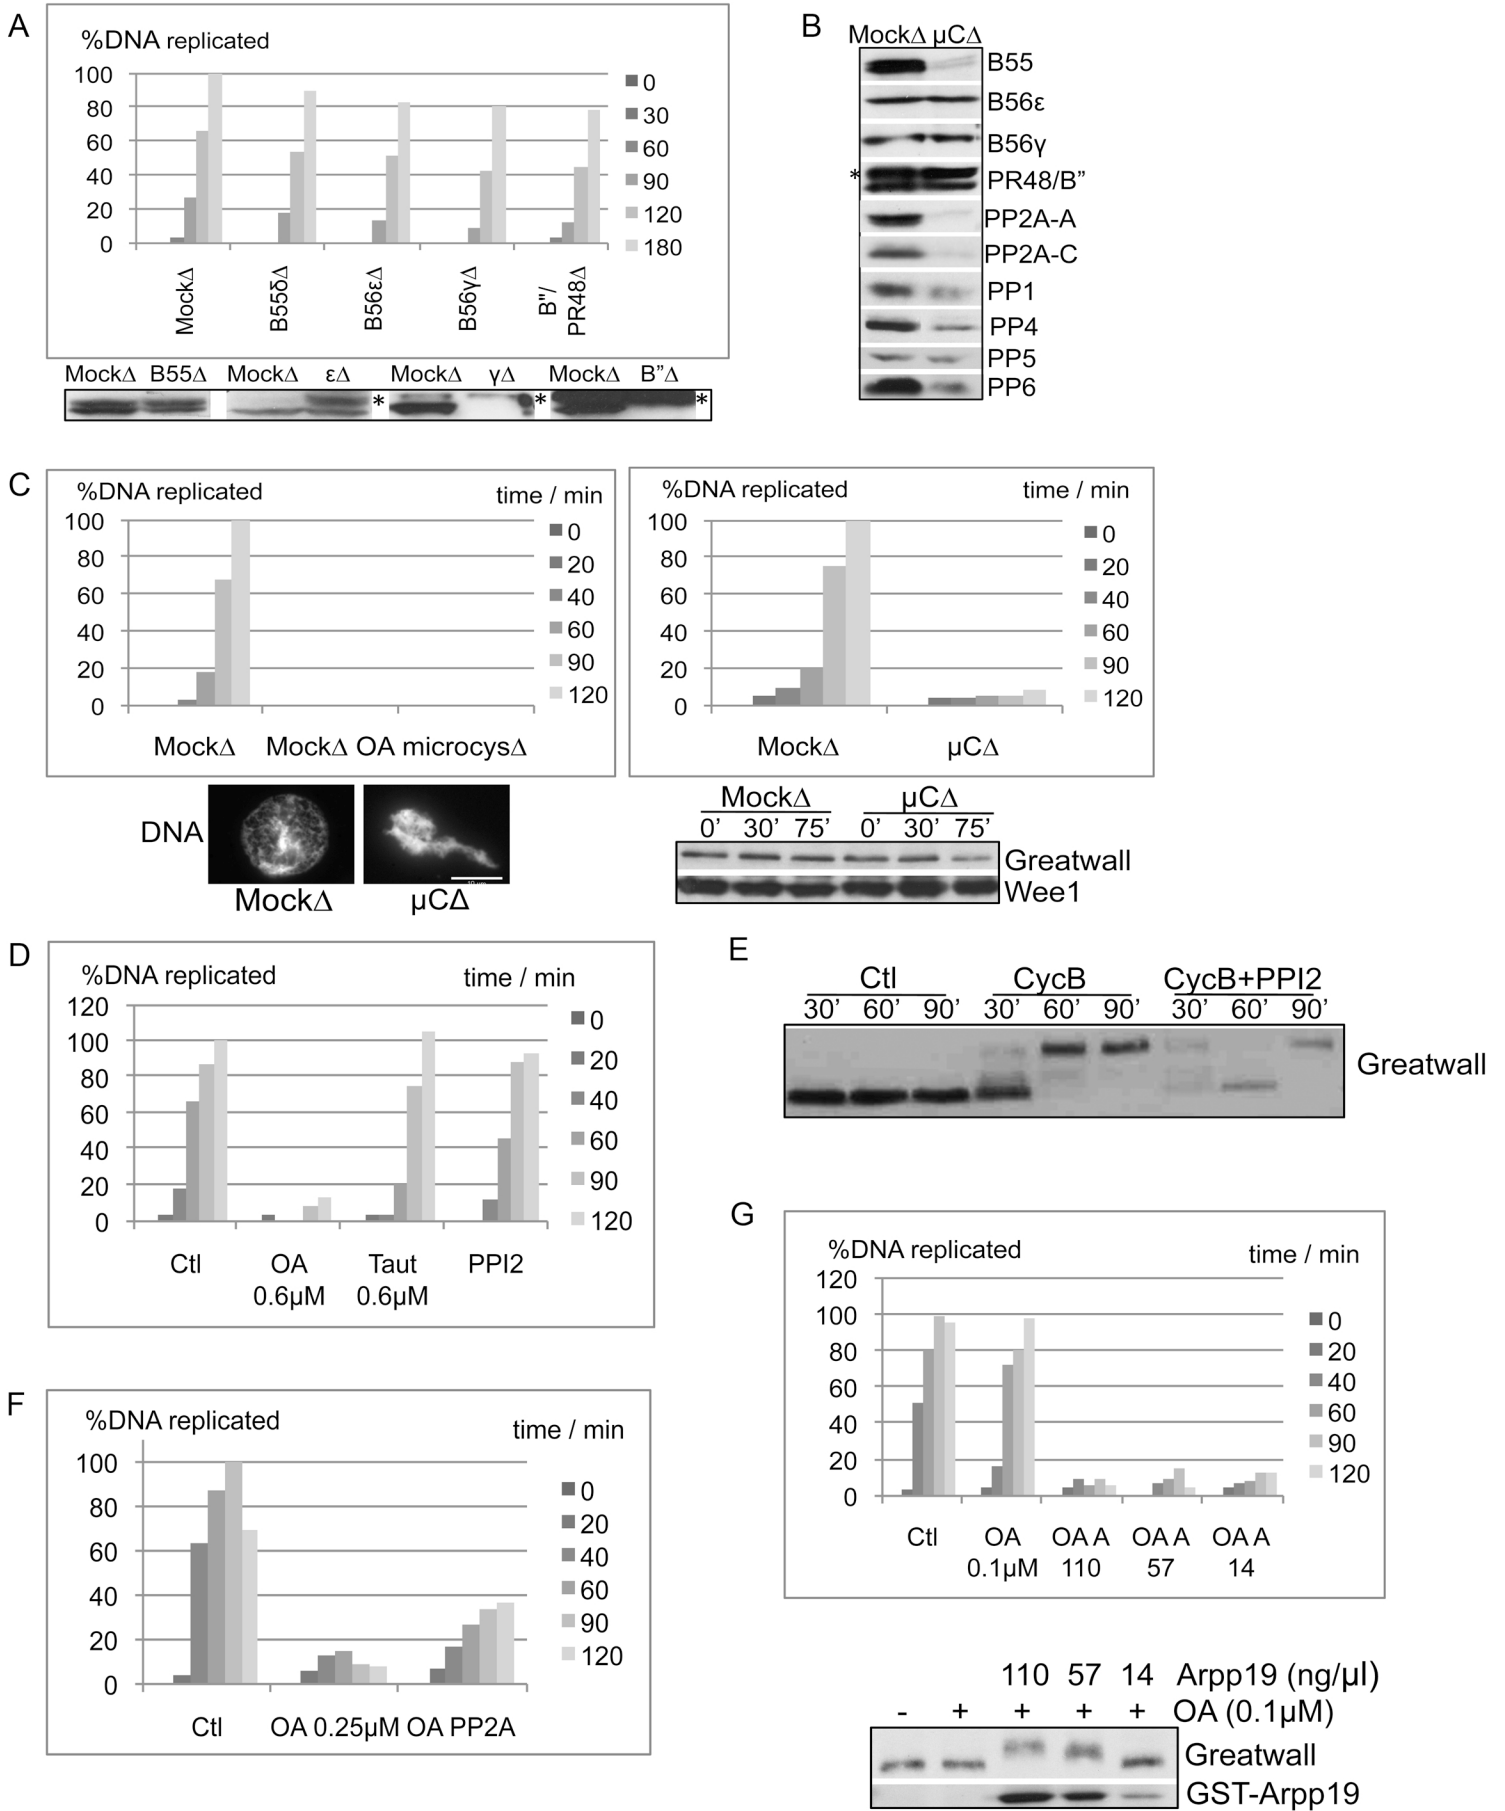 A
%DNA replicated
100
80
60
40
20
0
0
30
60
90
120
180
MockΔ
B55δΔ
B56εΔ
B56γΔ
B"/
PR48Δ
MockΔ B55Δ MockΔ εΔ MockΔ γΔ MockΔ B”Δ
* * *
B
MockΔ μCΔ
B55
B56ε
B56γ
* PR48/B”
PP2A-A
PP2A-C
PP1
PP4
PP5
PP6
C
%DNA replicated time / min
100
80
60
40
20
0
0
20
40
60
90
120
MockΔ MockΔ OA microcysΔ
%DNA replicated time / min
100
80
60
40
20
0
0
20
40
60
90
120
MockΔ μCΔ
DNA
10 μm
MockΔ μCΔ
MockΔ μCΔ
0’ 30’ 75’ 0’ 30’ 75’
Greatwall
Wee1
D
%DNA replicated time / min
120
100
80
60
40
20
0
0
20
40
60
90
120
Ctl OA Taut PPI2
0.6μM 0.6μM
E
Ctl CycB CycB+PPI2
30’ 60’ 90’ 30’ 60’ 90’ 30’ 60’ 90’
Greatwall
F
%DNA replicated time / min
100
80
60
40
20
0
0
20
40
60
90
120
Ctl OA 0.25μM OA PP2A
G
%DNA replicated time / min
120
100
80
60
40
20
0
0
20
40
60
90
120
Ctl OA OA A OA A OA A
0.1μM 110 57 14
110 57 14 Arpp19 (ng/μl)
- + + + + OA (0.1μM)
Greatwall
GST-Arpp19